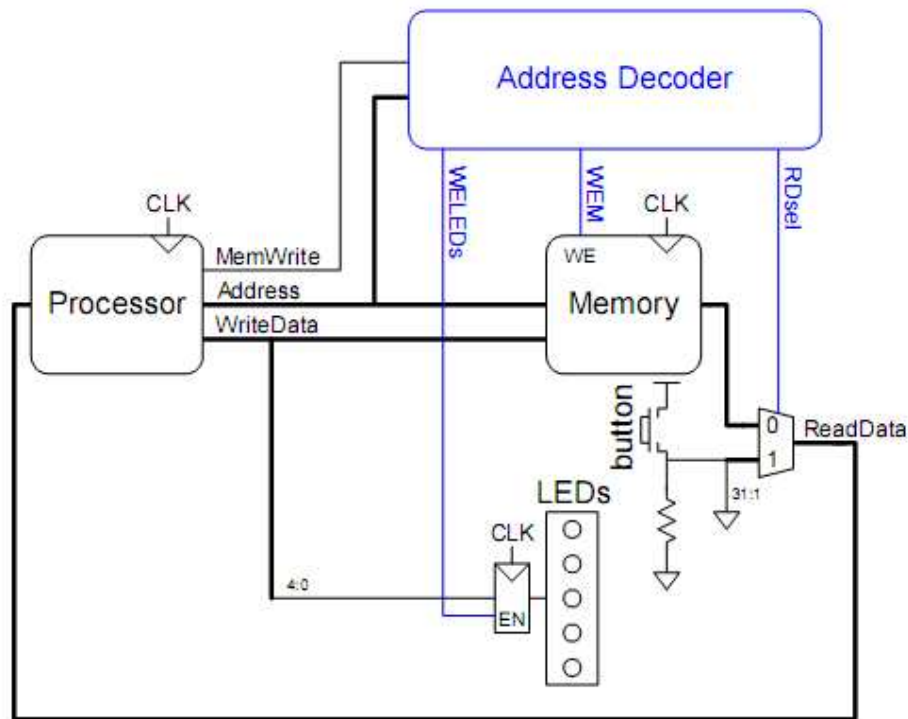 Address Decoder
WELEDs
WEM
RDsel
CLK
CLK
MemWrite
WE
Processor
Address
Memory
WriteData
button
0
ReadData
1
31:1
LEDs
CLK
4:0
EN